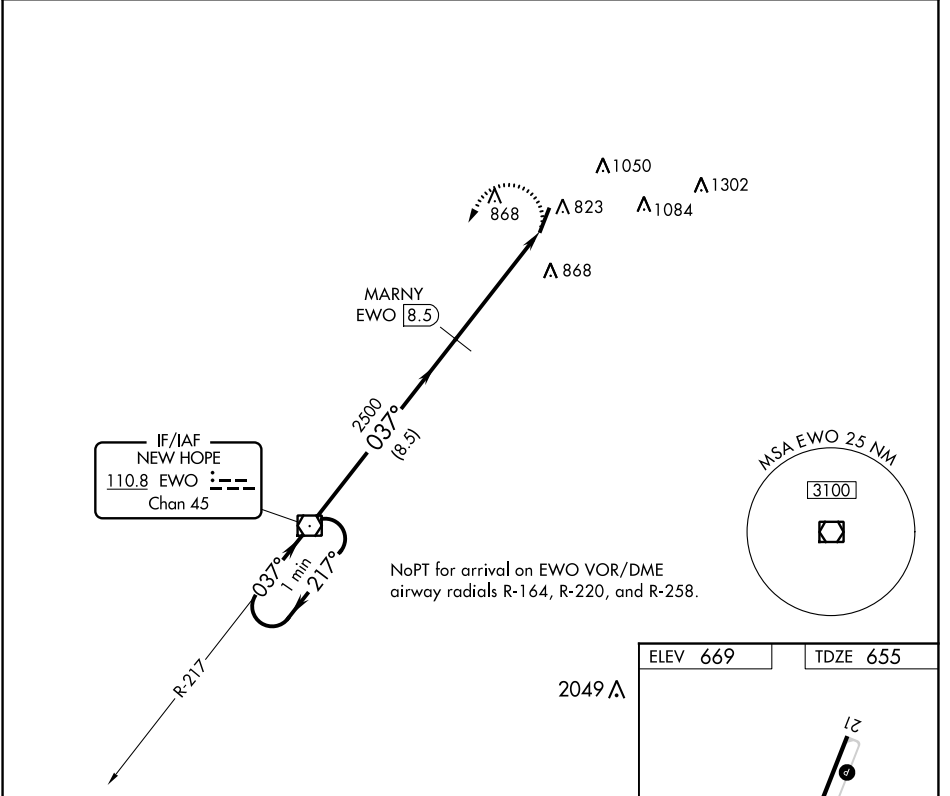 1050
1302
868
823
1084
868
MARNY
EWO 8.5
2500
037°
(8.5)
IF/IAF
NEW HOPE
110.8 EWO
Chan 45
MSA EWO 25 NM
3100
037°
1 min
217°
NoPT for arrival on EWO VOR/DME
airway radials R-164, R-220, and R-258.
R-217
2049
ELEV 669
TDZE 655
21
P